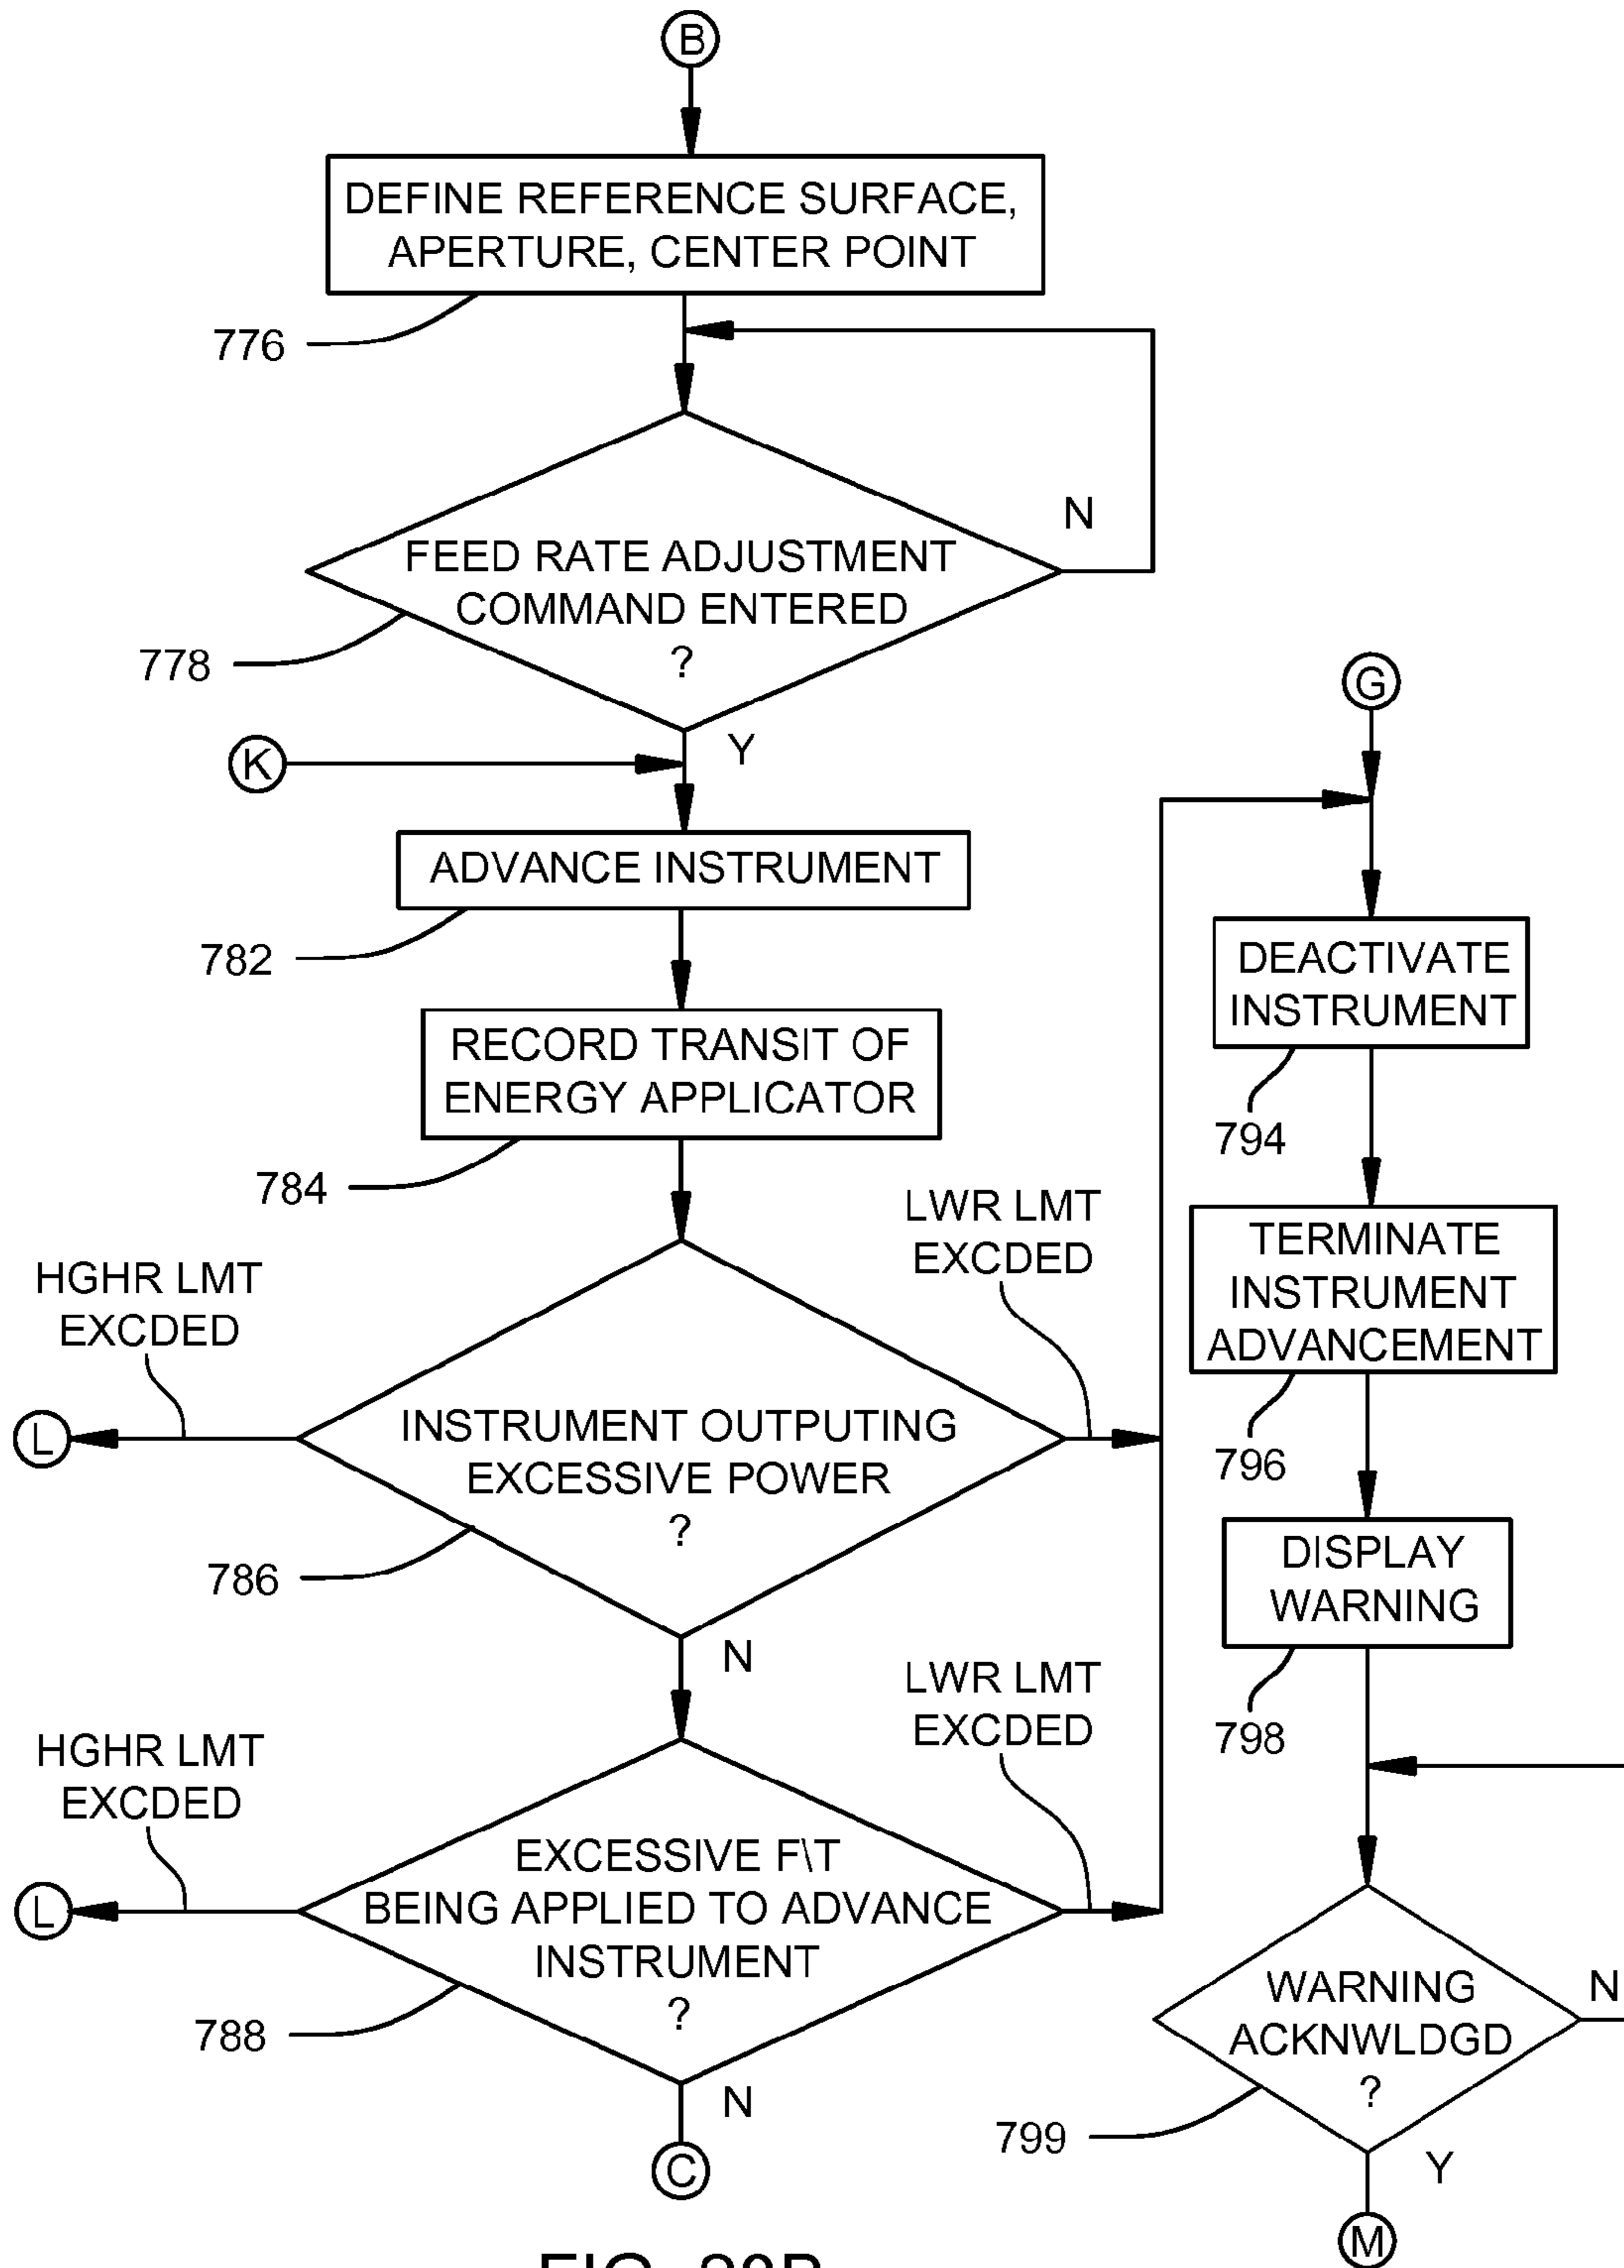 B
DEFINE REFERENCE SURFACE,
APERTURE, CENTER POINT
776
N
FEED RATE ADJUSTMENT
COMMAND ENTERED
?
778
Y
K
ADVANCE INSTRUMENT
782
RECORD TRANSIT OF
ENERGY APPLICATOR
784
LWR LMT
EXCDED
HGHR LMT
EXCDED
L
INSTRUMENT OUTPUTING
EXCESSIVE POWER
?
786
N
LWR LMT
EXCDED
HGHR LMT
EXCDED
L
EXCESSIVE F\T
BEING APPLIED TO ADVANCE
INSTRUMENT
?
788
N
C
G
DEACTIVATE
INSTRUMENT
794
TERMINATE
INSTRUMENT
ADVANCEMENT
796
DISPLAY
WARNING
798
WARNING
ACKNWLDGD
?
N
799
Y
M